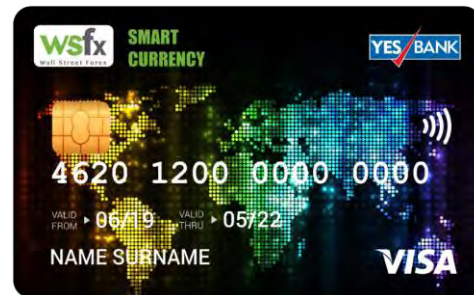 wsfx
Wall Street Forex
SMART
CURRENCY
YES BANK
4620 1200 0000 0000
VALID FROM 06/19 VALID THRU 05/22
NAME SURNAME
VISA